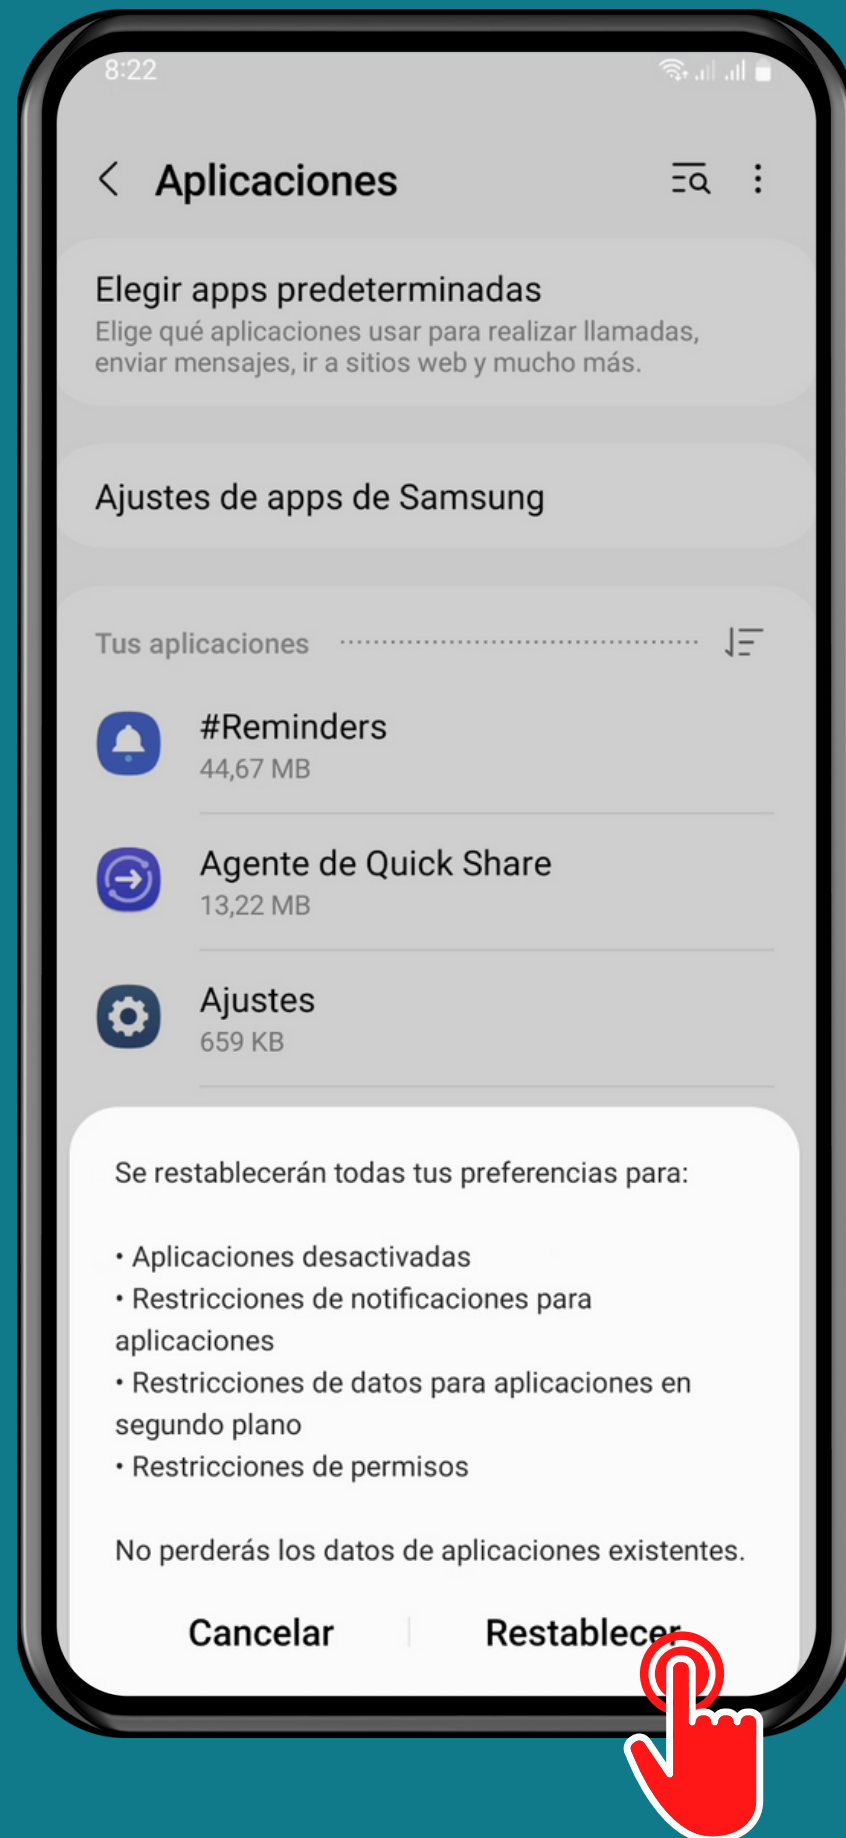 8:22
Aplicaciones
Elegir apps predeterminadas
Elige qué aplicaciones usar para realizar llamadas,
enviar mensajes, ir a sitios web y mucho más.
Ajustes de apps de Samsung
Tus aplicaciones
#Reminders
44,67 MB
Agente de Quick Share
13,22 MB
Ajustes
659 KB
Se restablecerán todas tus preferencias para:
• Aplicaciones desactivadas
• Restricciones de notificaciones para
aplicaciones
• Restricciones de datos para aplicaciones en
segundo plano
• Restricciones de permisos
No perderás los datos de aplicaciones existentes.
Cancelar
Restablecer